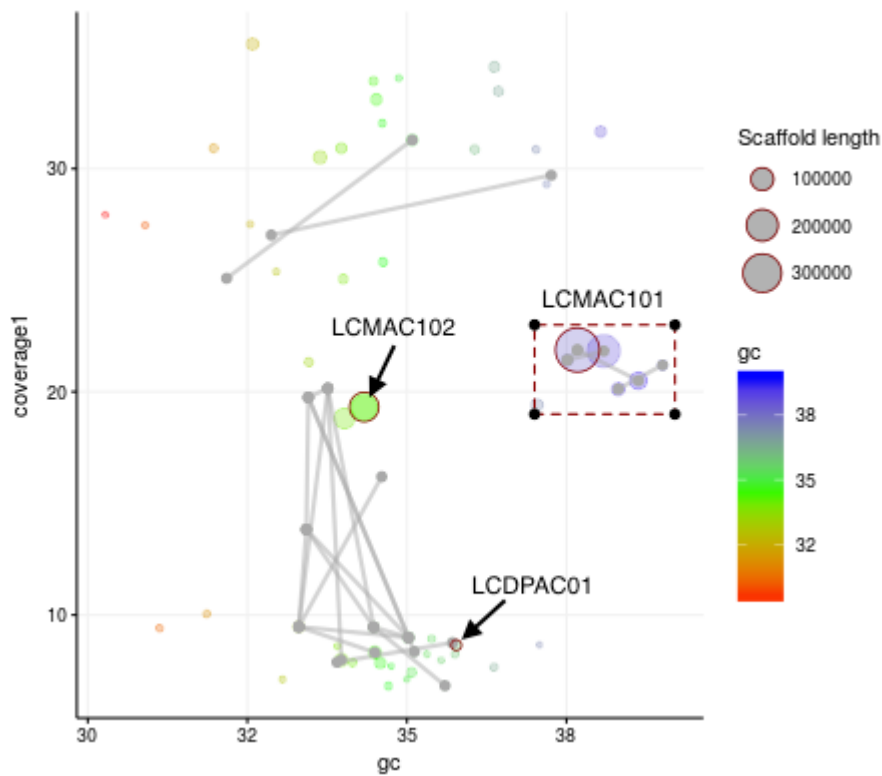 Scaffold length
100000
200000
300000
gc
38
35
32
LCMAC101
LCMAC102
LCDPAC01
coverage1
30
20
10
30
32
35
38
gc